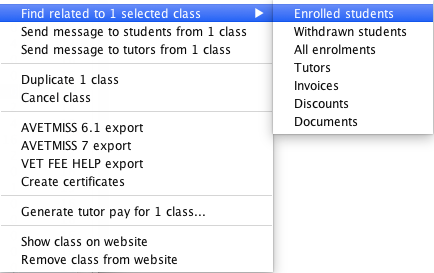 Find related to 1 selected class
Send message to students from 1 class
Send message to tutors from 1 class
Duplicate 1 class
Cancel class
AVETMISS 6.1 export
AVETMISS 7 export
VET FEE HELP export
Create certificates
Generate tutor pay for 1 class...
Show class on website
Remove class from website
Enrolled students
Withdrawn students
All enrolments
Tutors
Invoices
Discounts
Documents